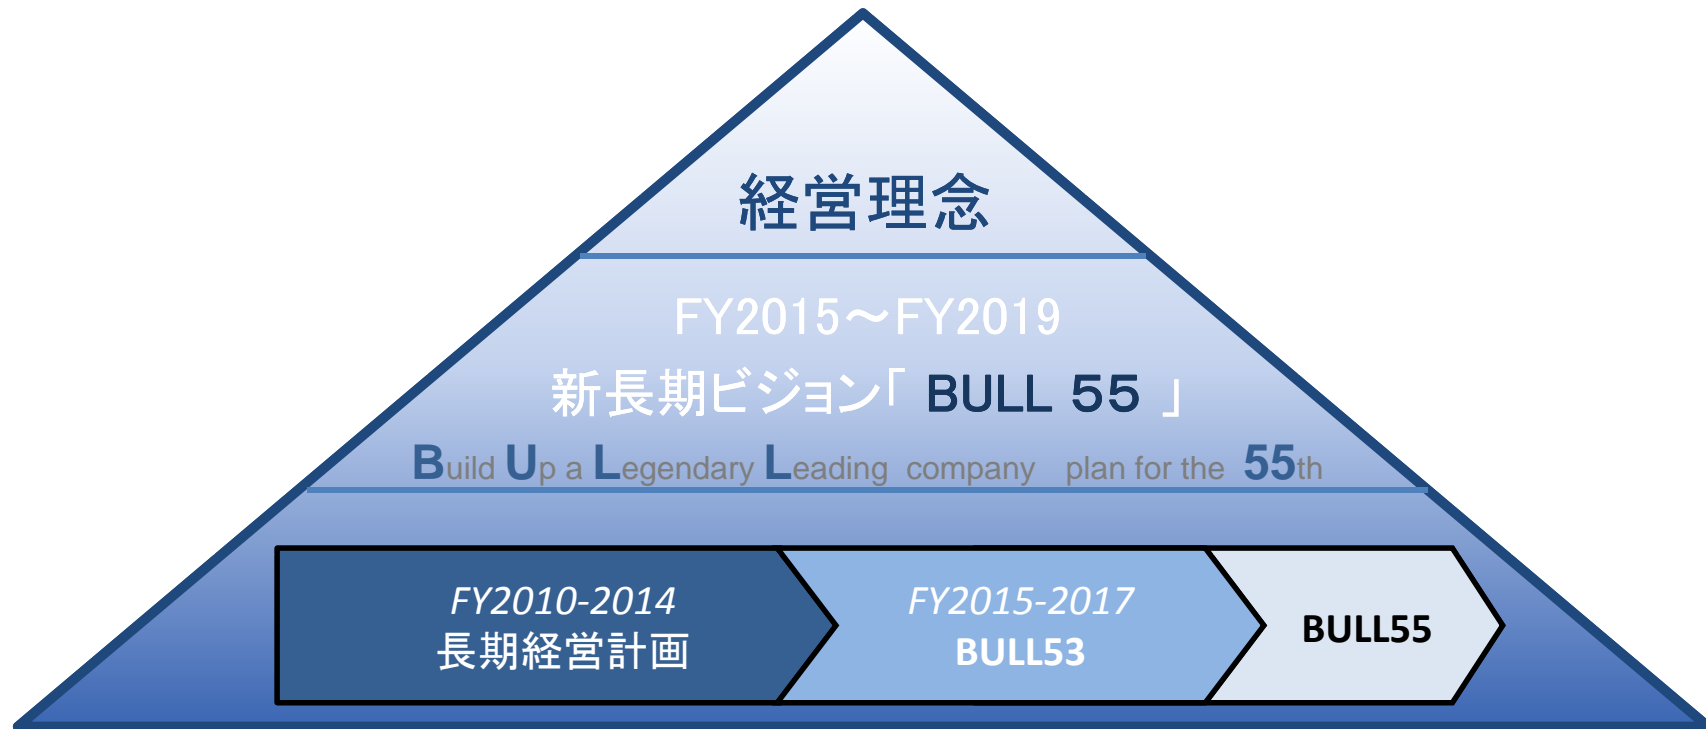 経営理念
FY2015～FY2019
新長期ビジョン「 BULL 55 」
Build Up a Legendary Leading company plan for the 55th
FY2010-2014
長期経営計画
FY2015-2017
BULL53
BULL55